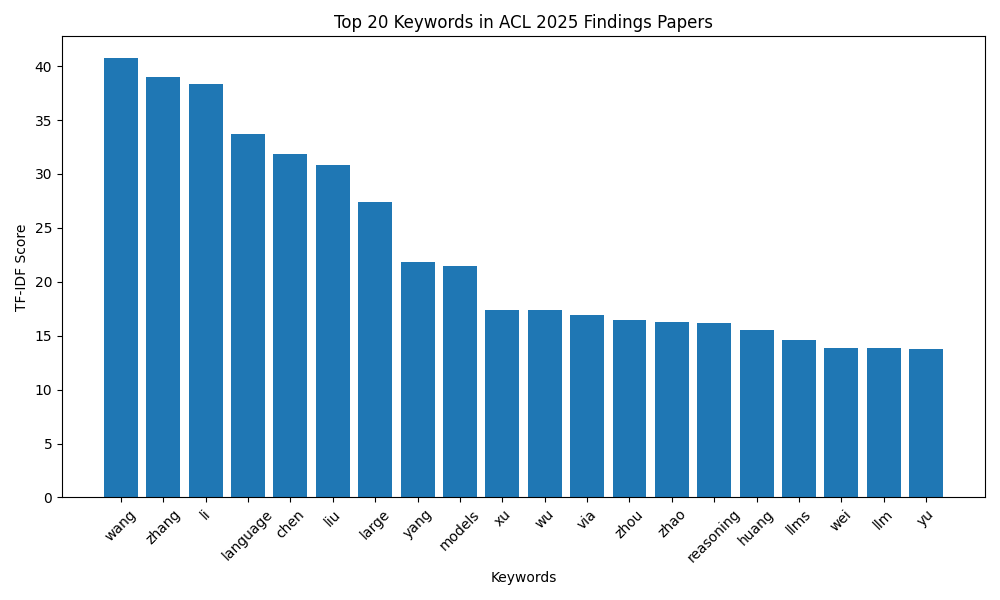 Top 20 Keywords in ACL 2025 Findings Papers
TF-IDF Score
40
35
30
25
20
15
10
5
0
wang
zhang
li
language
chen
liu
large
yang
models
xu
wu
via
zhou
zhao
reasoning
huang
llms
wei
llm
yu
Keywords